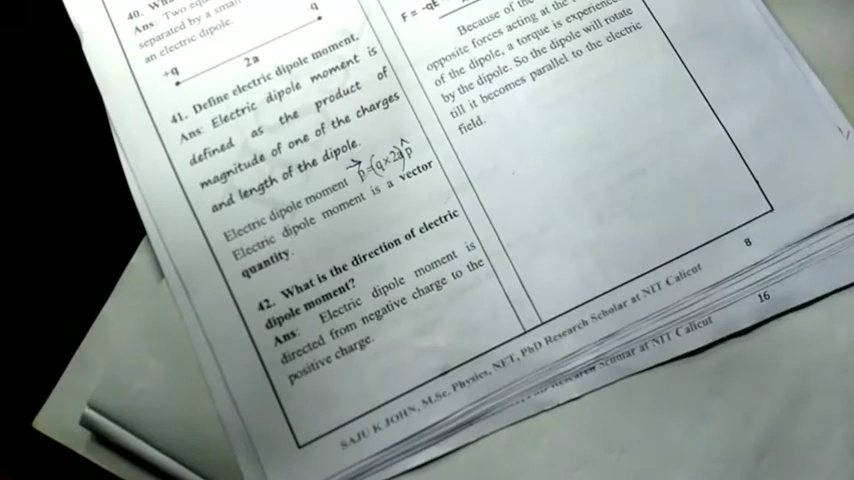 40. Wha
Ans: Two equ
separated by a small
an electric dipole.
+q 2a q
41. Define electric dipole moment.
Ans: Electric dipole moment is
defined as the product of
magnitude of one of the charges
and length of the dipole.
Electric dipole moment p=(q×2a)p
Electric dipole moment is a vector
quantity.
42. What is the direction of electric
dipole moment?
Ans: Electric dipole moment is
directed from negative charge to the
positive charge.
F = -qE
Because of the
opposite forces acting at the
of the dipole, a torque is experienced
by the dipole. So the dipole will rotate
till it becomes parallel to the electric
field.
8
SAJU K JOHN, M.Sc. Physics, NET, PhD Research Scholar at NIT Calicut
16
Research Scholar at NIT Calicut